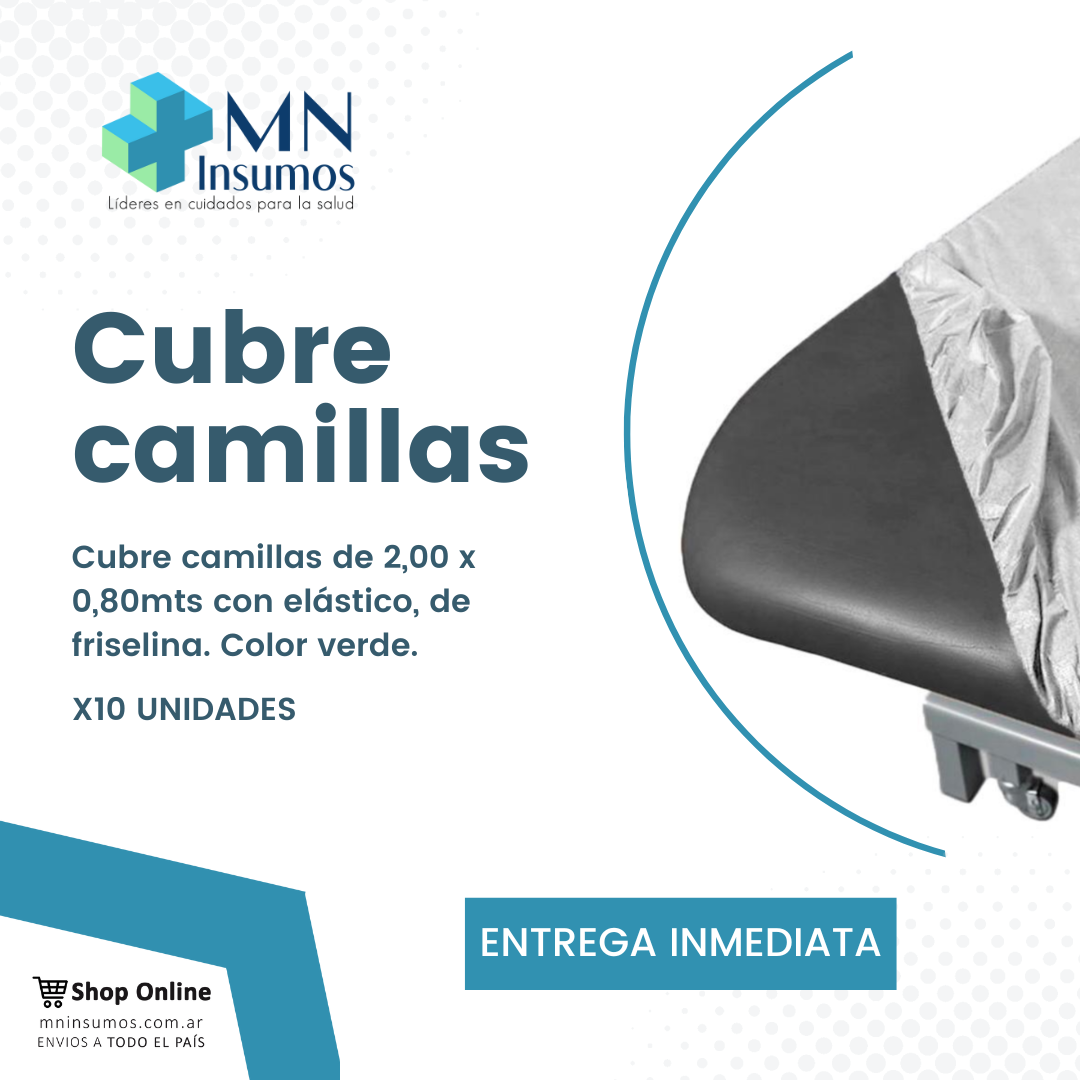 MN
Insumos
Líderes en cuidados para la salud
Cubre
camillas
Cubre camillas de 2,00 x
0,80mts con elástico, de
friselina. Color verde.
X10 UNIDADES
ENTREGA INMEDIATA
Shop Online
mninsumos.com.ar
ENVIOS A TODO EL PAÍS